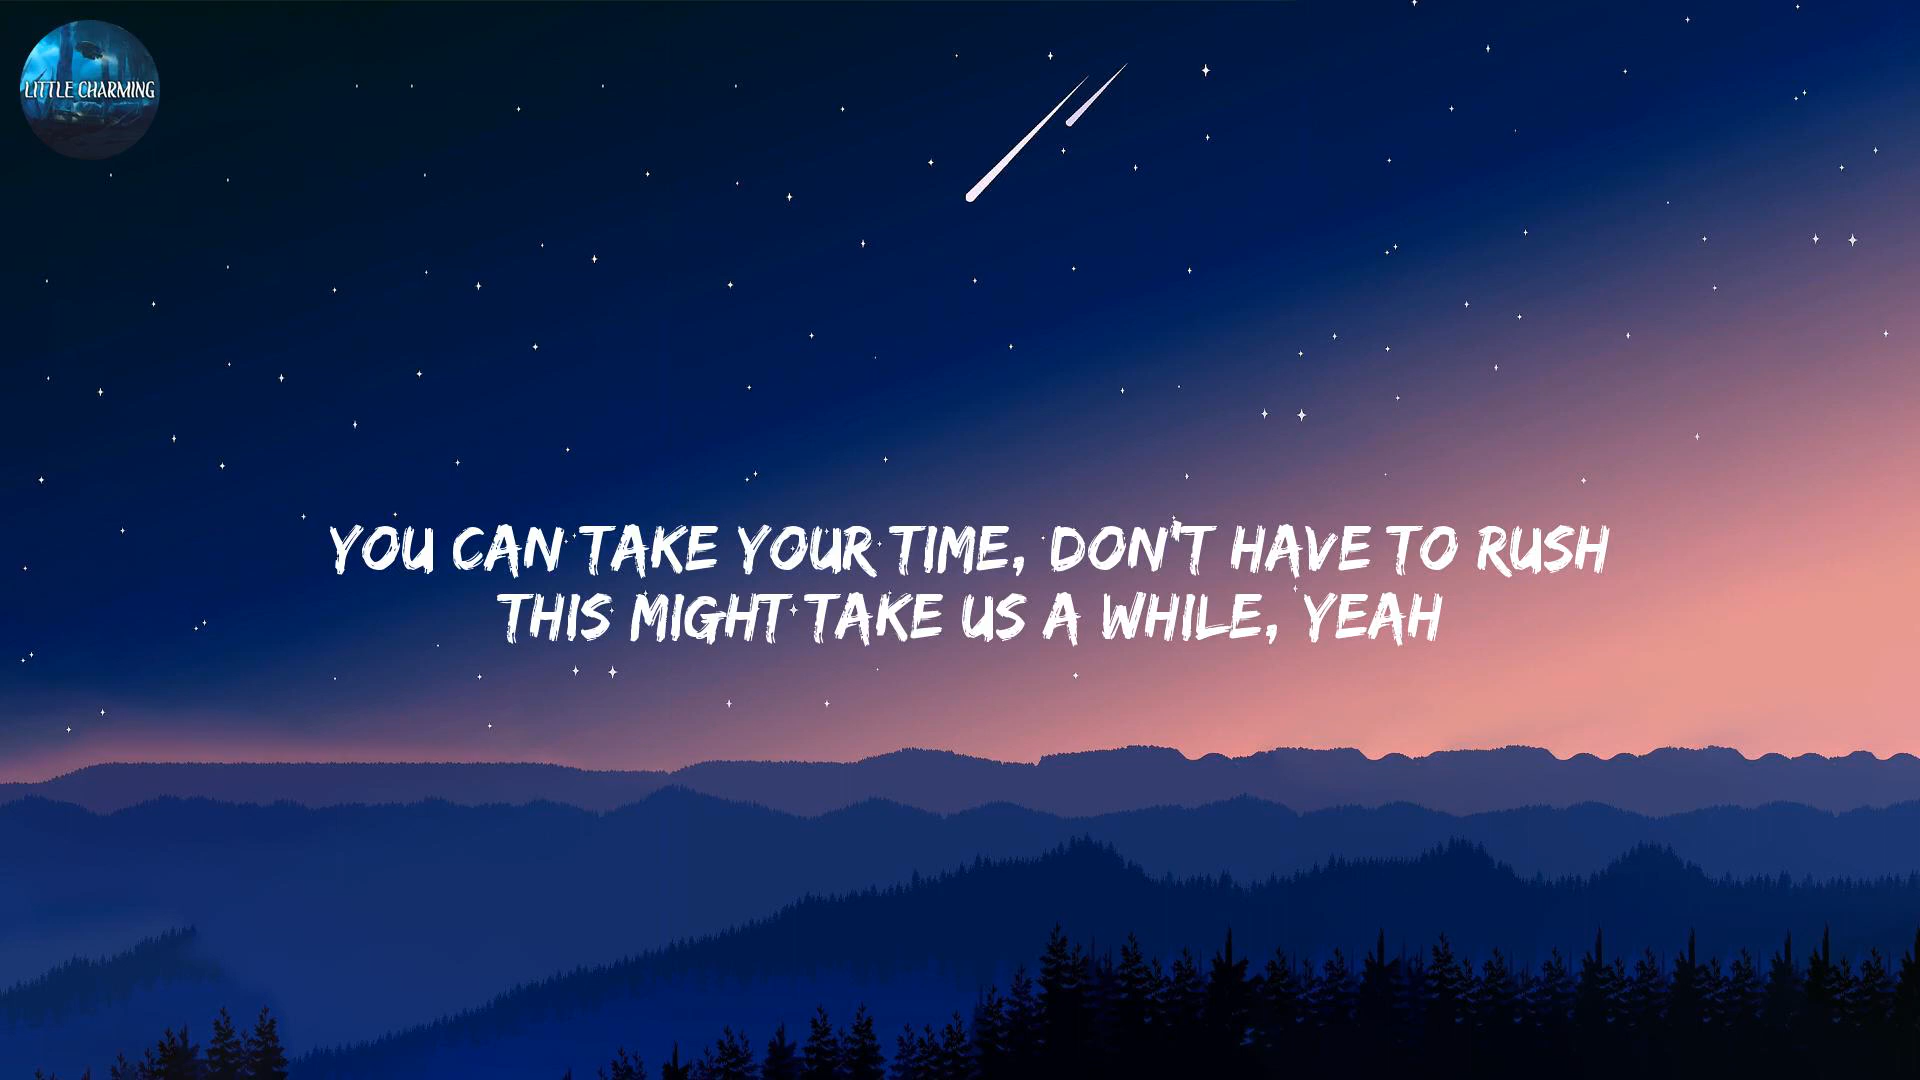 LITTLE CHARMING
YOU CAN TAKE YOUR TIME, DON'T HAVE TO RUSH
THIS MIGHT TAKE US A WHILE, YEAH